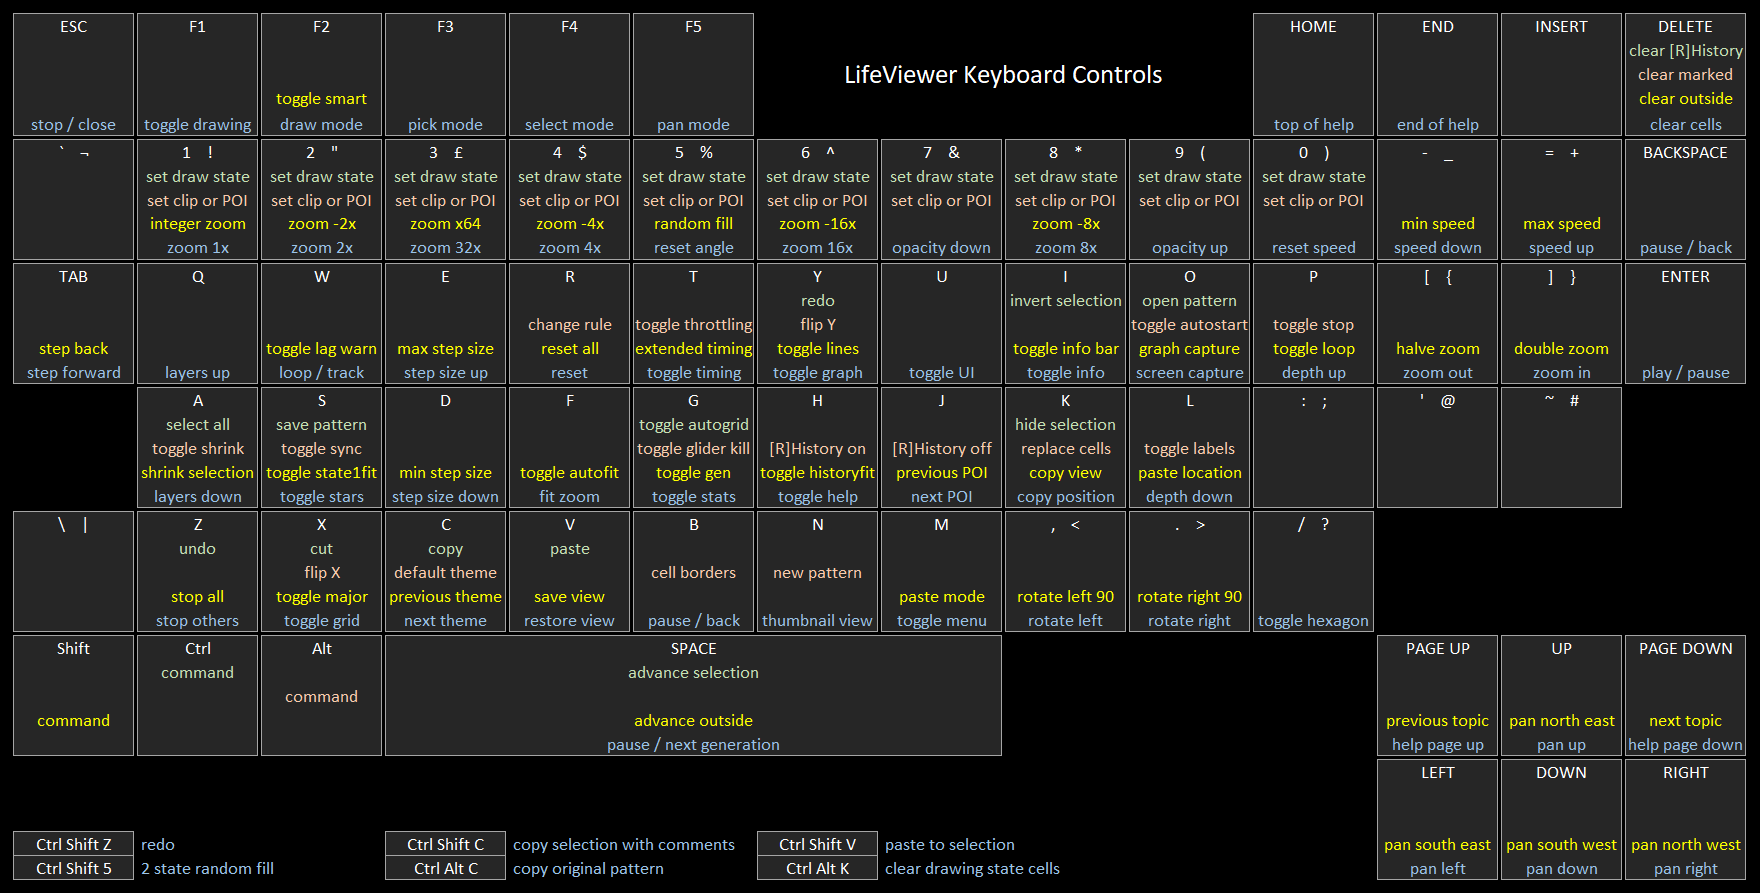 ESC
stop / close
F1
toggle drawing
F2
toggle smart
draw mode
F3
pick mode
F4
select mode
F5
pan mode
LifeViewer Keyboard Controls
HOME
top of help
END
end of help
INSERT
DELETE
clear [R]History
clear marked
clear outside
clear cells
` ¬
1 !
set draw state
set clip or POI
integer zoom
zoom 1x
2 "
set draw state
set clip or POI
zoom -2x
zoom 2x
3 £
set draw state
set clip or POI
zoom x64
zoom 32x
4 $
set draw state
set clip or POI
zoom -4x
zoom 4x
5 %
set draw state
set clip or POI
random fill
reset angle
6 ^
set draw state
set clip or POI
zoom -16x
zoom 16x
7 &
set draw state
set clip or POI
opacity down
8 *
set draw state
set clip or POI
zoom -8x
zoom 8x
9 (
set draw state
set clip or POI
opacity up
0 )
set draw state
set clip or POI
reset speed
- _
min speed
speed down
= +
max speed
speed up
BACKSPACE
pause / back
TAB
step back
step forward
Q
layers up
W
toggle lag warn
loop / track
E
max step size
step size up
R
change rule
reset all
reset
T
toggle throttling
extended timing
toggle timing
Y
redo
flip Y
toggle lines
toggle graph
U
toggle UI
I
invert selection
toggle info bar
toggle info
O
open pattern
toggle autostart
graph capture
screen capture
P
toggle stop
toggle loop
depth up
[ {
halve zoom
zoom out
] }
double zoom
zoom in
ENTER
play / pause
A
select all
toggle shrink
shrink selection
layers down
S
save pattern
toggle sync
toggle state1fit
toggle stars
D
min step size
step size down
F
toggle autofit
fit zoom
G
toggle autogrid
toggle glider kill
toggle gen
toggle stats
H
[R]History on
toggle historyfit
toggle help
J
[R]History off
previous POI
next POI
K
hide selection
replace cells
copy view
copy position
L
toggle labels
paste location
depth down
: ;
' @
~ #
\ |
Z
undo
stop all
stop others
X
cut
flip X
toggle major
toggle grid
C
copy
default theme
previous theme
next theme
V
paste
save view
restore view
B
cell borders
pause / back
N
new pattern
thumbnail view
M
paste mode
toggle menu
, <
rotate left 90
rotate left
. >
rotate right 90
rotate right
/ ?
toggle hexagon
Shift
command
Ctrl
command
Alt
command
SPACE
advance selection
advance outside
pause / next generation
PAGE UP
previous topic
help page up
UP
pan north east
pan up
PAGE DOWN
next topic
help page down
LEFT
pan south east
pan left
DOWN
pan south west
pan down
RIGHT
pan north west
pan right
Ctrl Shift Z redo
Ctrl Shift 5 2 state random fill
Ctrl Shift C copy selection with comments
Ctrl Alt C copy original pattern
Ctrl Shift V paste to selection
Ctrl Alt K clear drawing state cells